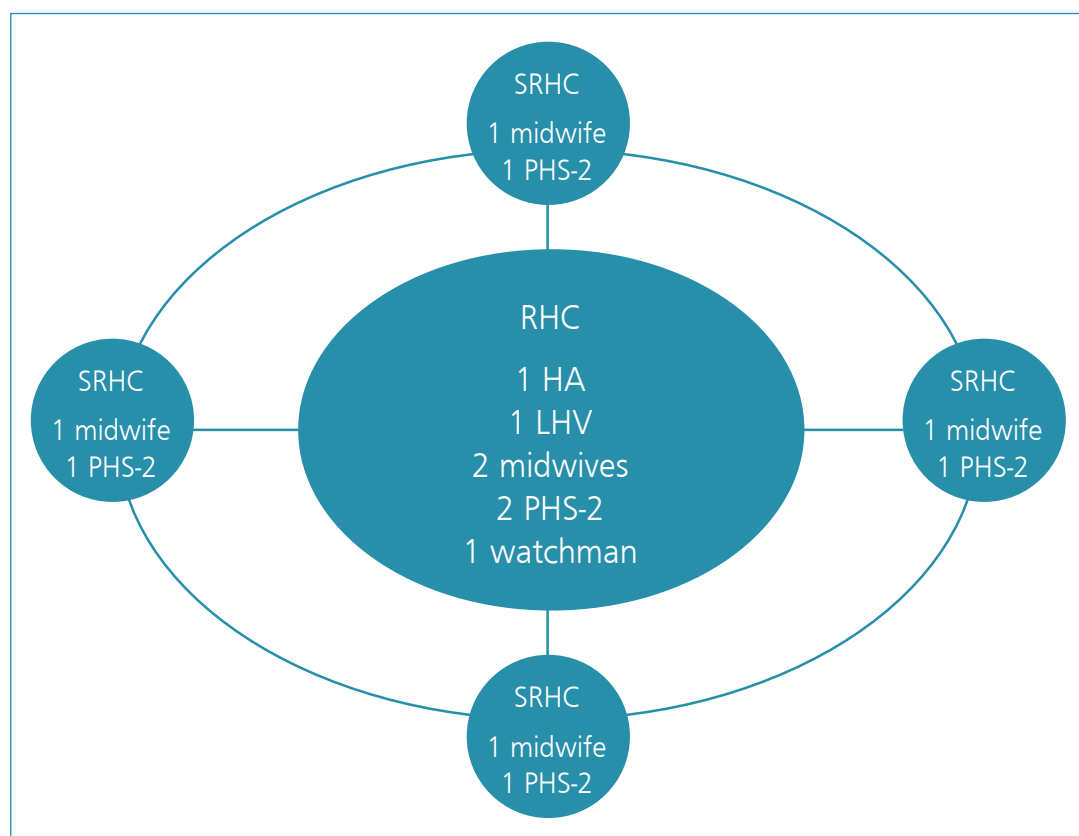 SRHC
1 midwife
1 PHS-2
SRHC
1 midwife
1 PHS-2
RHC
1 HA
1 LHV
2 midwives
2 PHS-2
1 watchman
SRHC
1 midwife
1 PHS-2
SRHC
1 midwife
1 PHS-2